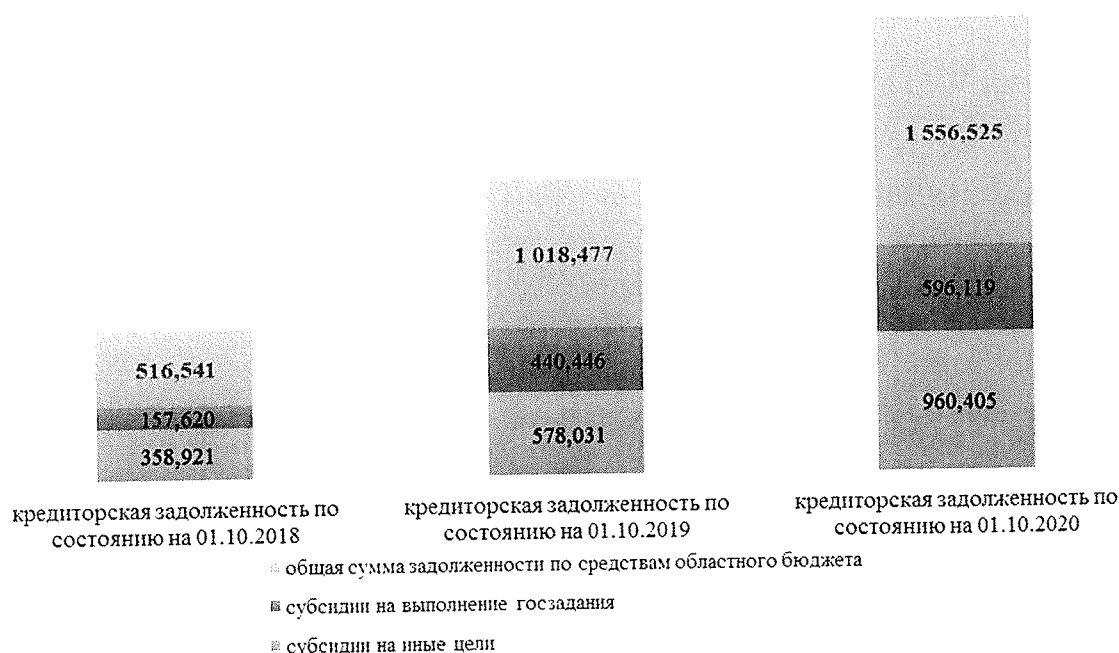 1 556,525
1 018,477
596,119
516,541
440,446
960,405
157,620
578,031
358,921
кредиторская задолженность по состоянию на 01.10.2018
кредиторская задолженность по состоянию на 01.10.2019
кредиторская задолженность по состоянию на 01.10.2020
общая сумма задолженности по средствам областного бюджета
субсидии на выполнение госзадания
субсидии на иные цели